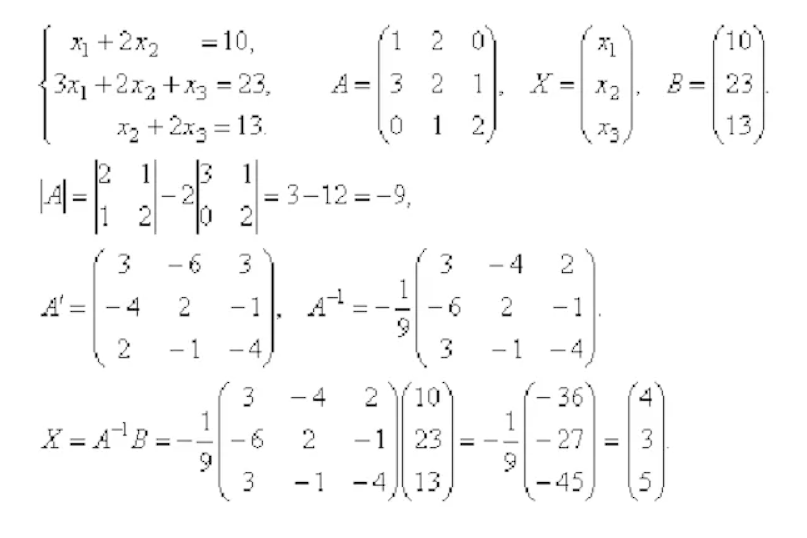 { x₁ + 2x₂ = 10, 3x₁ + 2x₂ + x₃ = 23, x₂ + 2x₃ = 13. A = (1 2 0; 3 2 1; 0 1 2), X = (x₁; x₂; x₃), B = (10; 23; 13).
|A| = |2 1; 1 2| − 2|3 1; 0 2| = 3 − 12 = −9,
A′ = (3 −6 3; −4 2 −1; 2 −1 −4), A⁻¹ = −1/9 (3 −4 2; −6 2 −1; 3 −1 −4).
X = A⁻¹B = −1/9 (3 −4 2; −6 2 −1; 3 −1 −4)(10; 23; 13) = −1/9 (−36; −27; −45) = (4; 3; 5).